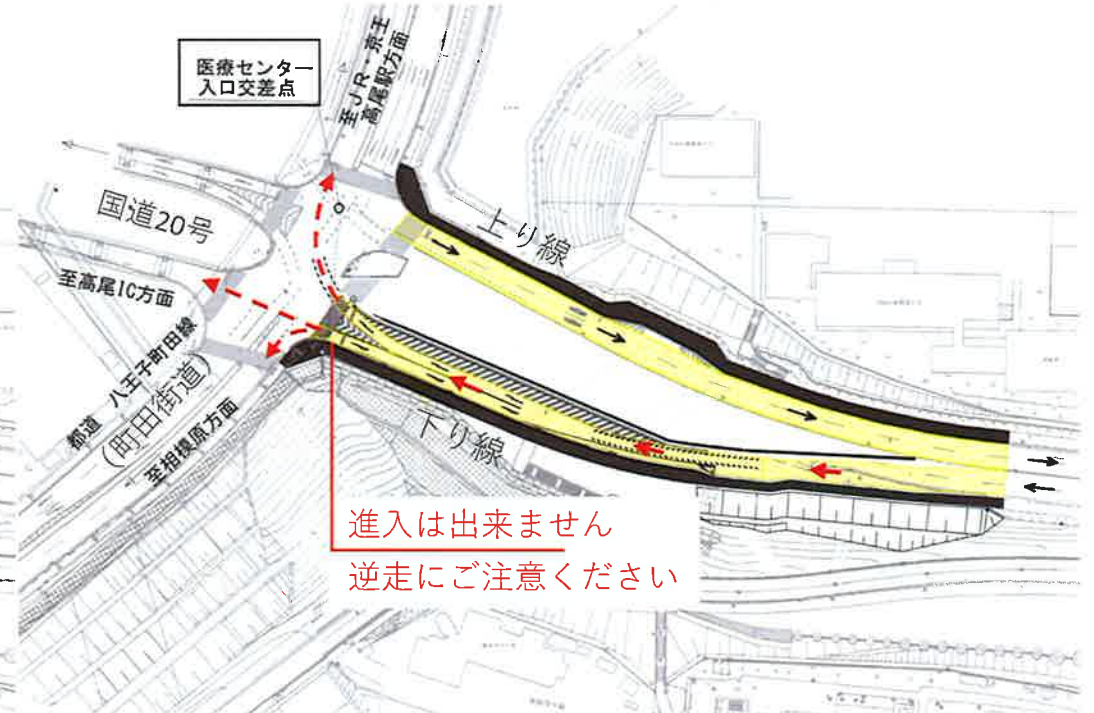 医療センター
入口交差点
至JR・京王
高尾駅方面
国道20号
上り線
至高尾IC方面
都道 八王子町田線
(町田街道)
至相模原方面
下り線
進入は出来ません
逆走にご注意ください